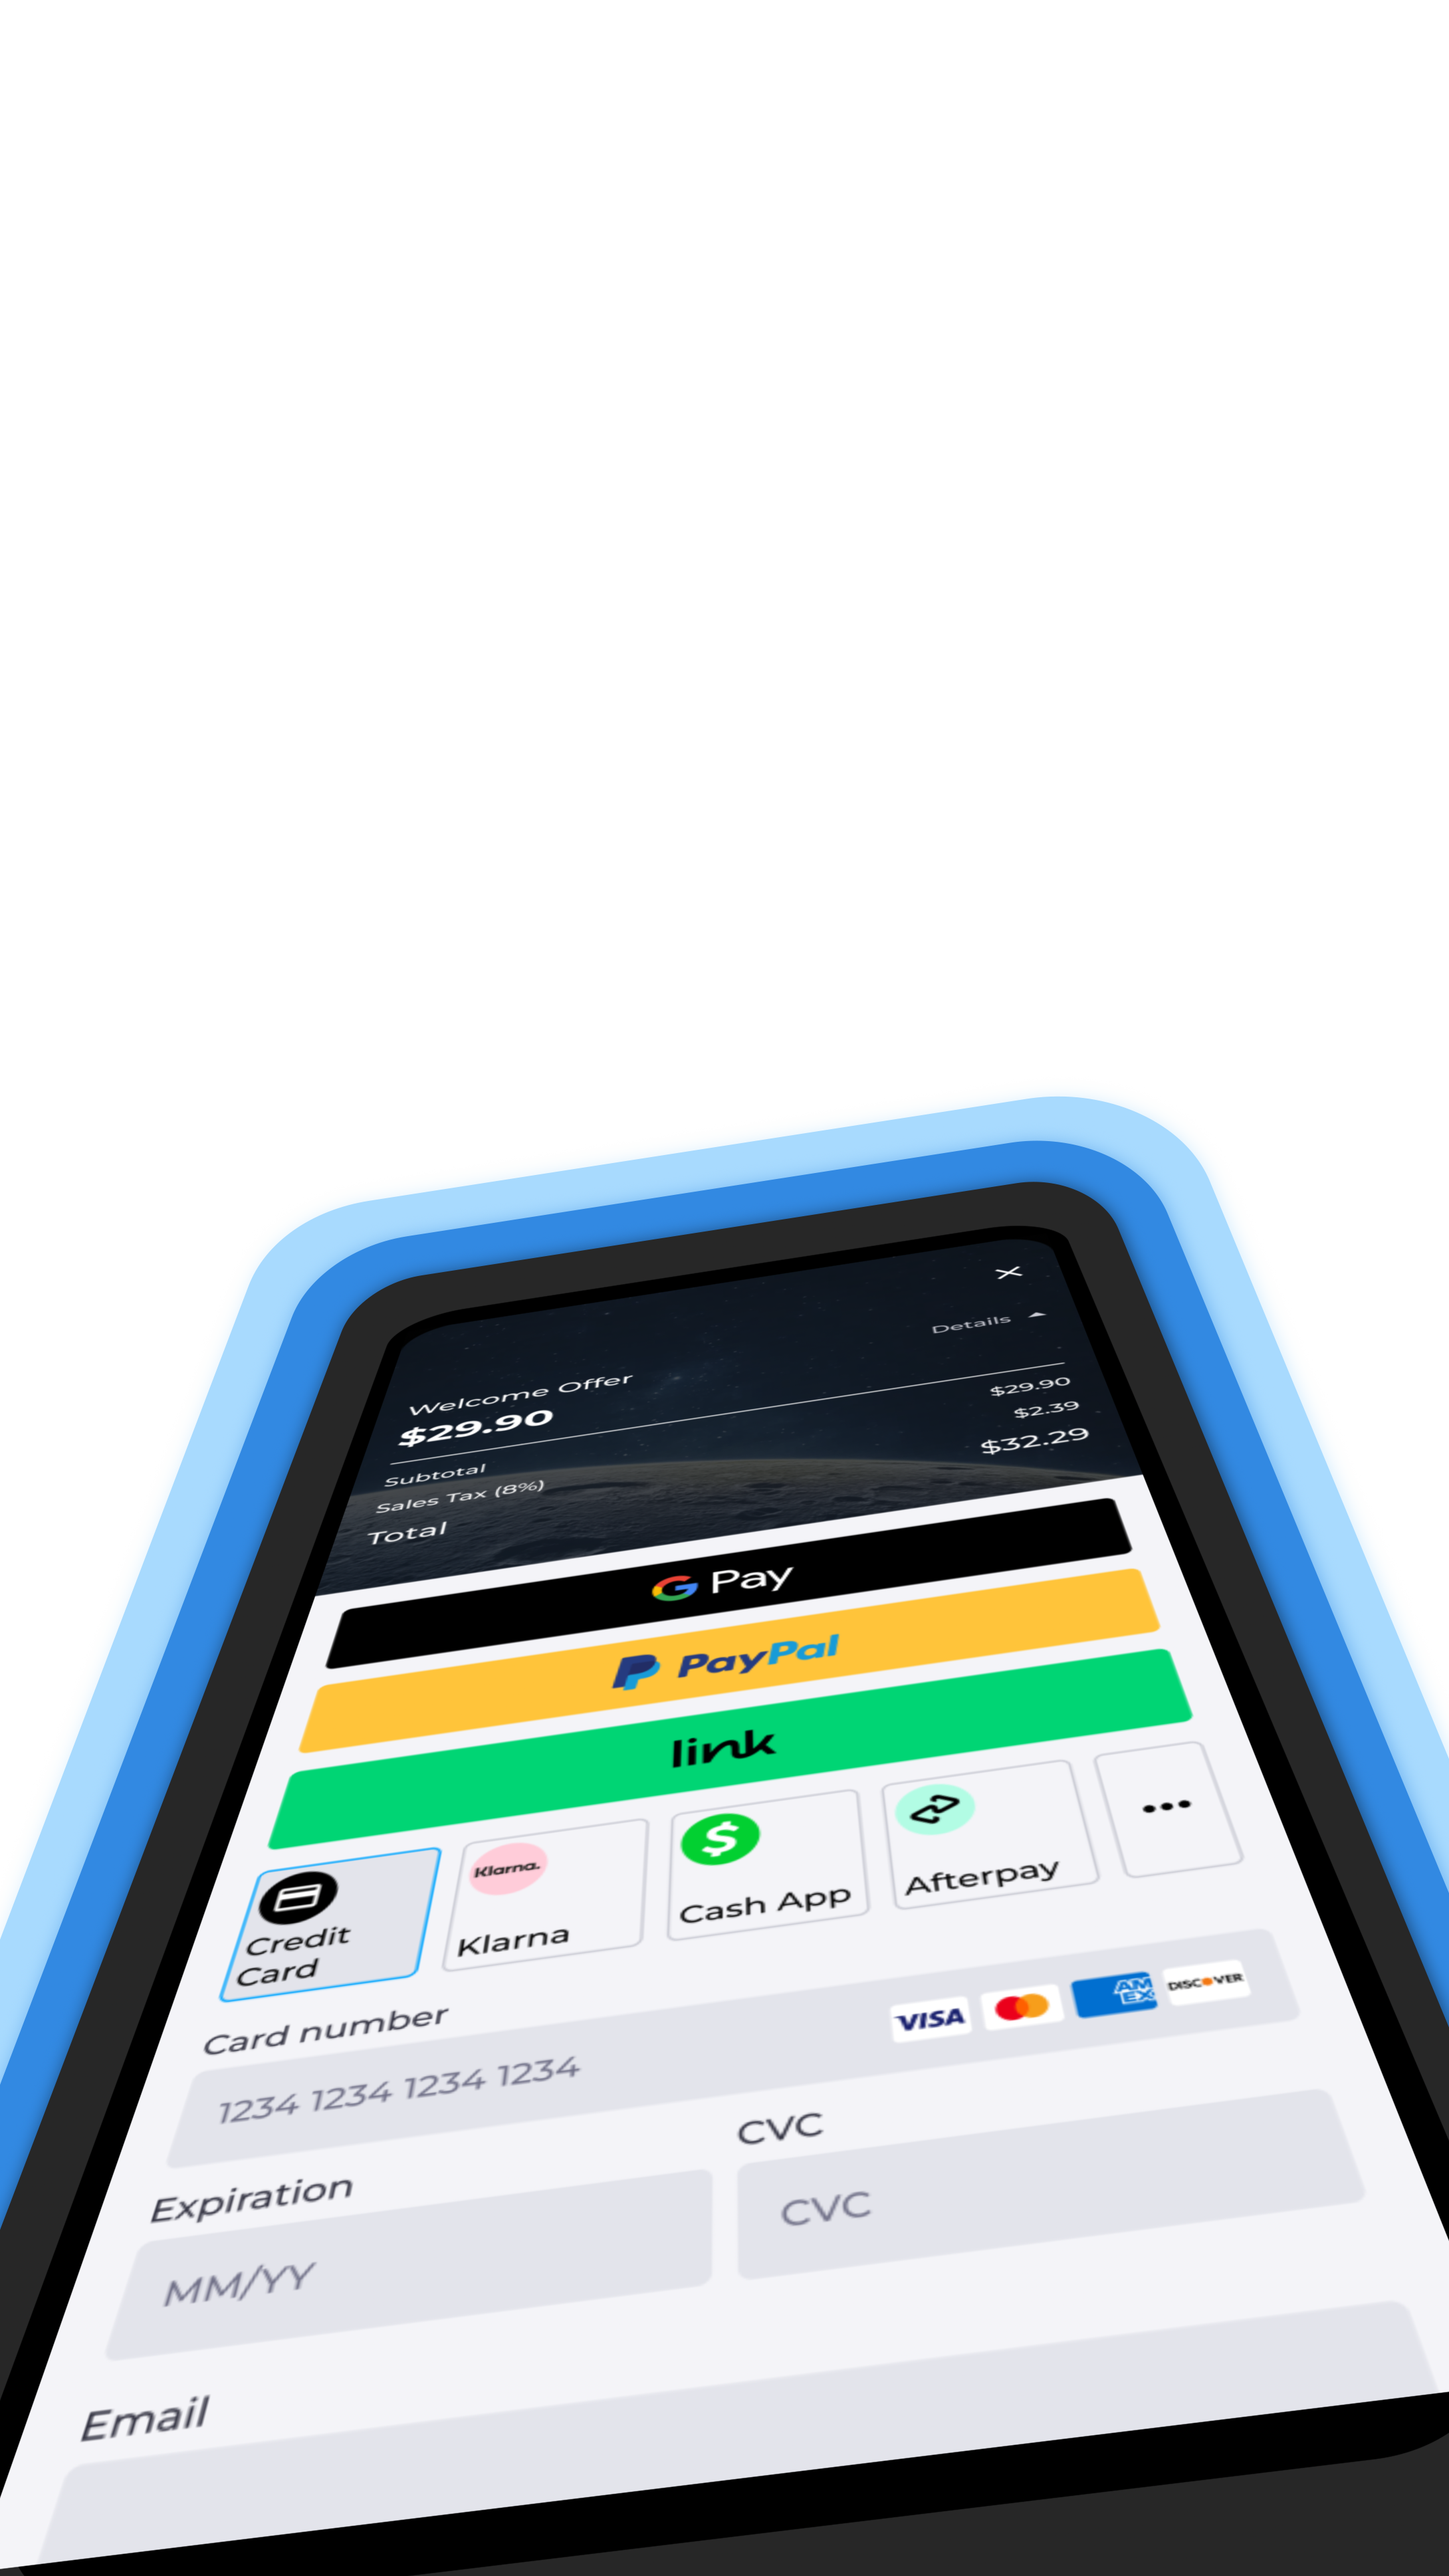 Details
Welcome Offer
$29.90
Subtotal $29.90
Sales Tax (8%) $2.39
Total $32.29
G Pay
PayPal
link
Credit
Card
Klarna.
Klarna
$
Cash App
Afterpay
Card number
1234 1234 1234 1234
VISA
AM
EX
DISCOVER
Expiration
MM/YY
CVC
CVC
Email